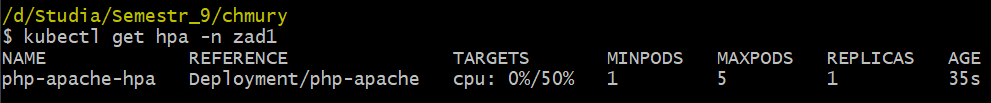 /d/Studia/Semestr_9/chmury
$ kubectl get hpa -n zad1
NAME REFERENCE TARGETS MINPODS MAXPODS REPLICAS AGE
php-apache-hpa Deployment/php-apache cpu: 0%/50% 1 5 1 35s